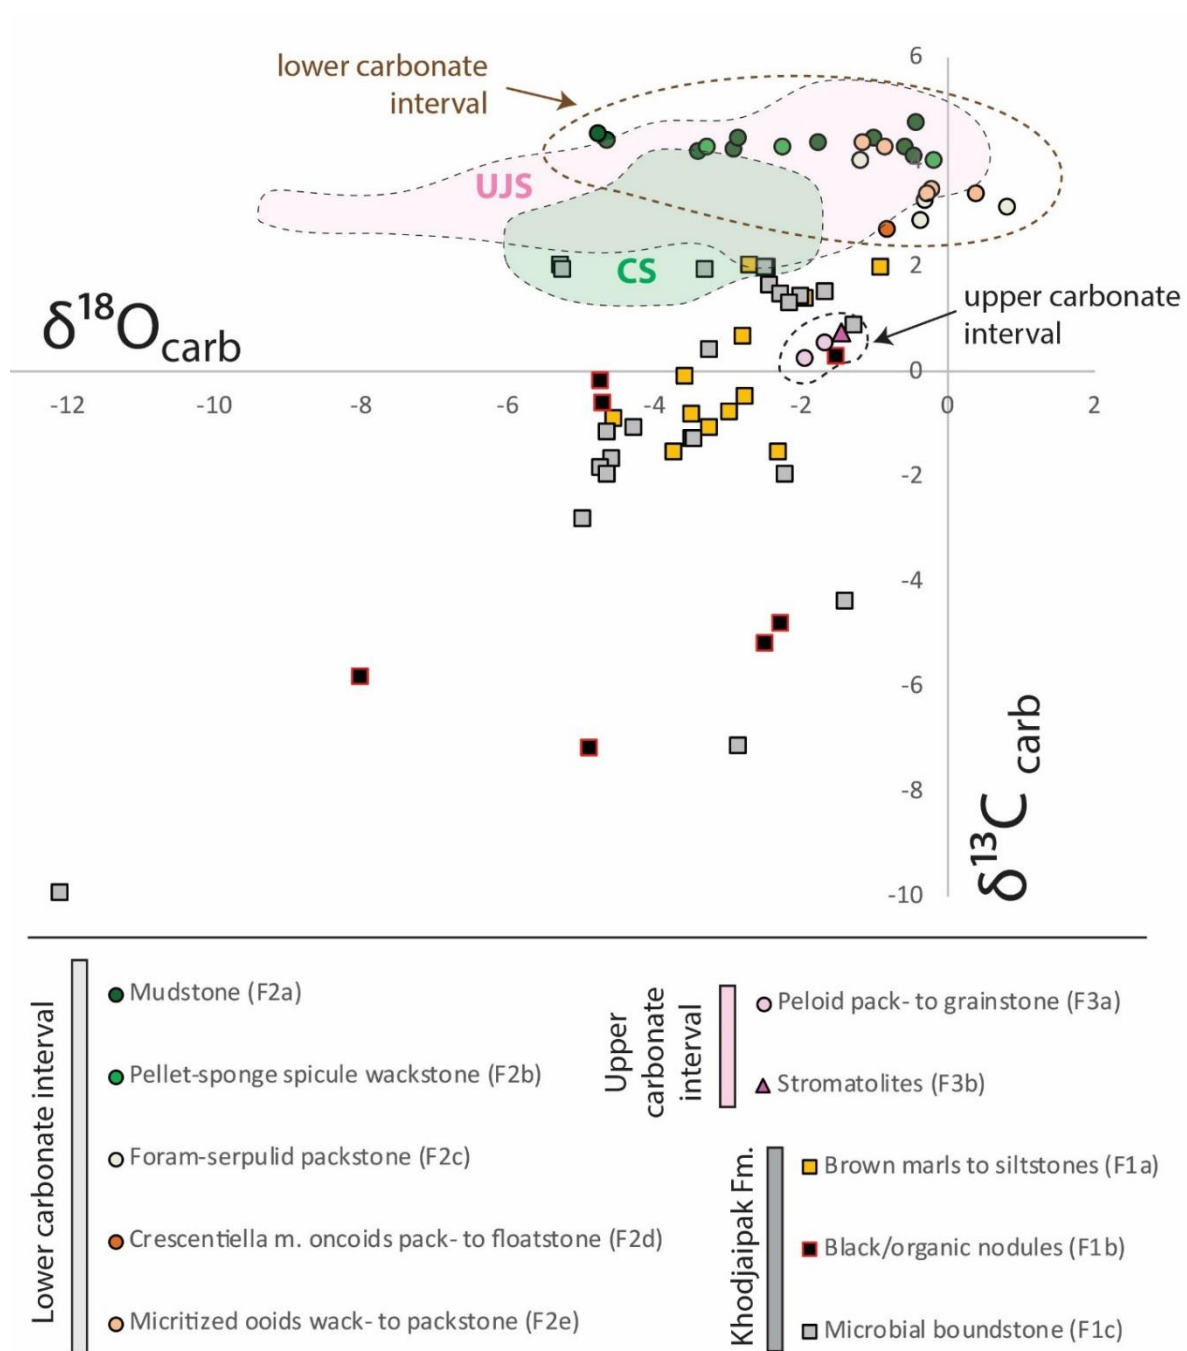 lower carbonate
interval
6
4
UJS
2
CS
upper carbonate
interval
δ18Ocarb
0
-12 -10 -8 -6 -4 -2 0 2
-2
-4
-6
-8
-10
δ13C carb
Lower carbonate interval
Mudstone (F2a)
Pellet-sponge spicule wackstone (F2b)
Foram-serpulid packstone (F2c)
Crescentiella m. oncoids pack- to floatstone (F2d)
Micritized ooids wack- to packstone (F2e)
Upper
carbonate
interval
Peloid pack- to grainstone (F3a)
Stromatolites (F3b)
Khodjaipak Fm.
Brown marls to siltstones (F1a)
Black/organic nodules (F1b)
Microbial boundstone (F1c)